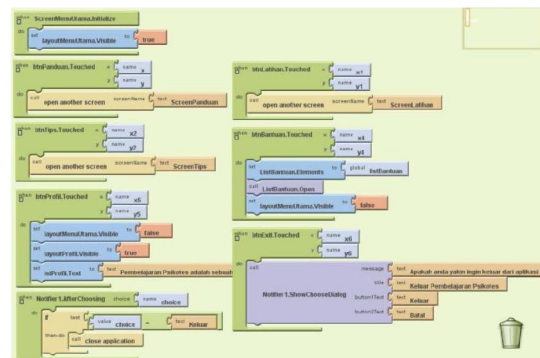 when ScreenMenuUtama.Initialize
do set layoutMenuUtama.Visible to true
when btnPanduan.Touched x name x
y name y
do call open another screen screenName text ScreenPanduan
when btnTips.Touched x name x2
y name y2
do call open another screen screenName text ScreenTips
when btnProfil.Touched x name
y name y5
do set layoutMenuUtama.Visible to false
set layoutProfil.Visible to true
set to text Pembelajaran Psikotes adalah sebuah
when Notifier1.AfterChoosing choice name choice
do if test value choice = text Keluar
then-do call close application
when btnLatihan.Touched x name x1
y name y1
do call open another screen screenName text ScreenLatihan
when btnBantuan.Touched x name
y name y4
do set ListBantuan.Elements to global listBantuan
call ListBantuan.Open
set layoutMenuUtama.Visible to false
when btnExit.Touched x name x6
y name y6
do call Notifier1.ShowChooseDialog message text Apakah anda yakin ingin keluar dari aplikasi
title text Keluar Pembelajaran Psikotes
button1Text text Keluar
button2Text text Batal